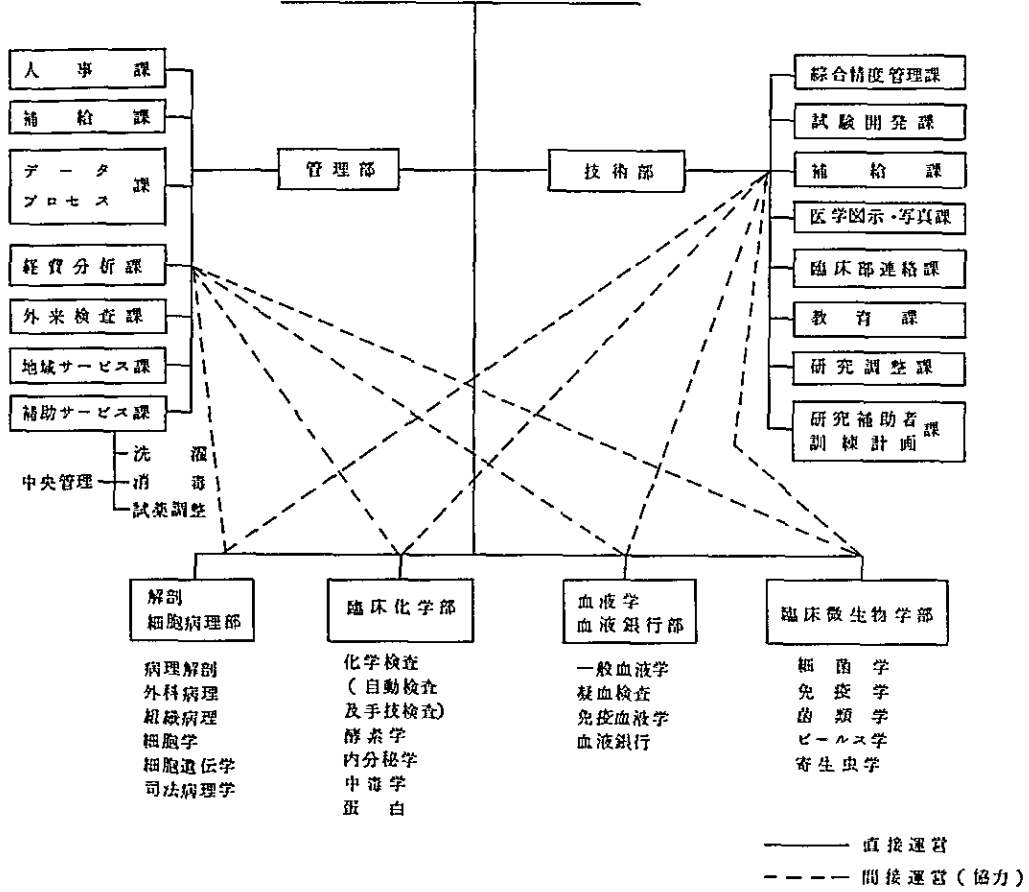 人事課
補給課
データ
プロセス課
経費分析課
外来検査課
地域サービス課
補助サービス課
洗滌
中央管理
消毒
試薬調整
管理部
技術部
綜合情度管理課
試験開発課
補給課
医学図示・写真課
臨床部連絡課
教育課
研究調整課
研究補助者
訓練計画課
解剖
細胞病理部
病理解剖
外科病理
組織病理
細胞学
細胞遺伝学
司法病理学
臨床化学部
化学検査
(自動検査
及手技検査)
酵素学
内分秘学
中毒学
蛋白
血液学
血液銀行部
一般血液学
凝血検査
免疫血液学
血液銀行
臨床微生物学部
細菌学
免疫学
菌類学
ビールス学
寄生虫学
直接運営
間接運営(協力)